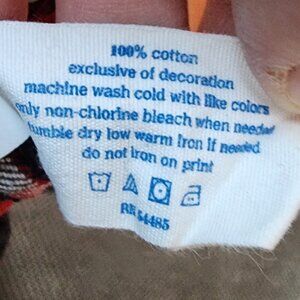 100% cotton
exclusive of decoration
machine wash cold with like colors
only non-chlorine bleach when needed
tumble dry low warm iron if needed
do not iron on print
RN 54485